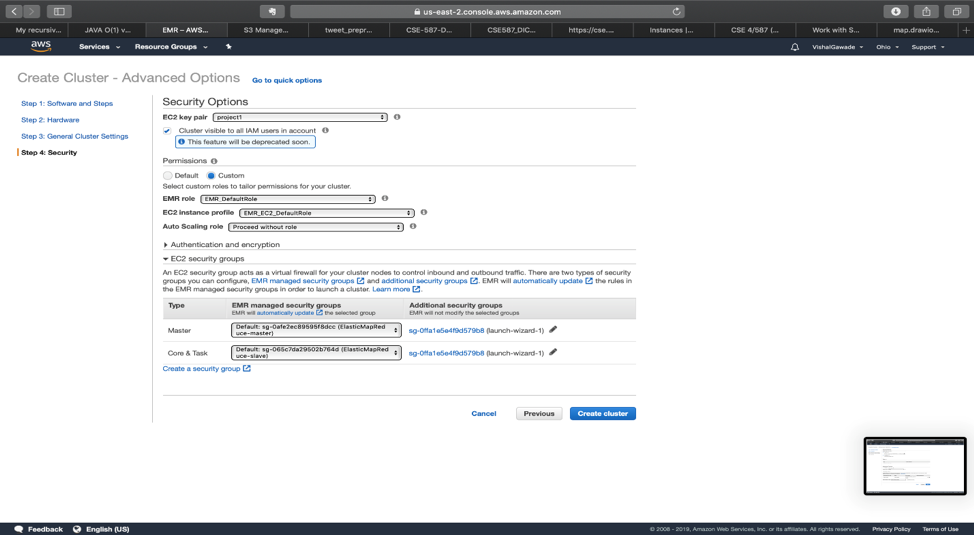 us-east-2.console.aws.amazon.com
My recursiv... JAVA O(1) v... EMR – AWS... S3 Manage... tweet_prepr... CSE-587-D... CSE587_DIC... https://cse.... Instances |... CSE 4/587 (... Work with S... map.drawio...
aws Services Resource Groups VishalGawade Ohio Support
Create Cluster - Advanced Options Go to quick options
Step 1: Software and Steps
Step 2: Hardware
Step 3: General Cluster Settings
Step 4: Security
Security Options
EC2 key pair project1
Cluster visible to all IAM users in account
This feature will be deprecated soon.
Permissions
Default Custom
Select custom roles to tailor permissions for your cluster.
EMR role EMR_DefaultRole
EC2 instance profile EMR_EC2_DefaultRole
Auto Scaling role Proceed without role
Authentication and encryption
EC2 security groups
An EC2 security group acts as a virtual firewall for your cluster nodes to control inbound and outbound traffic. There are two types of security
groups you can configure, EMR managed security groups and additional security groups. EMR will automatically update the rules in
the EMR managed security groups in order to launch a cluster. Learn more.
Type EMR managed security groups Additional security groups
EMR will automatically update the selected group EMR will not modify the selected groups
Master Default: sg-0afe2ec89595f8dcc (ElasticMapRed
uce-master) sg-0ffa1e5e4f9d579b8 (launch-wizard-1)
Core & Task Default: sg-065c7da29502b764d (ElasticMapRed
uce-slave) sg-0ffa1e5e4f9d579b8 (launch-wizard-1)
Create a security group
Cancel Previous Create cluster
Feedback English (US) © 2008 - 2019, Amazon Web Services, Inc. or its affiliates. All rights reserved. Privacy Policy Terms of Use